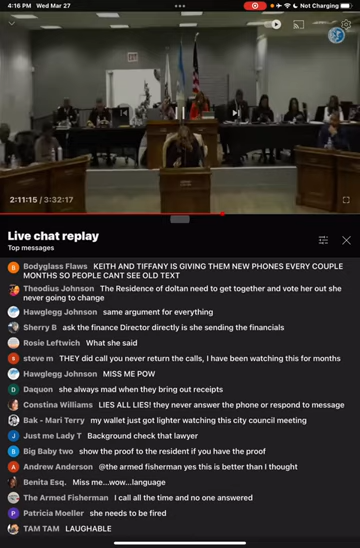 4:16 PM Wed Mar 27
Not Charging
2:11:15 / 3:32:17
Live chat replay
Top messages
Bodyglass Flaws KEITH AND TIFFANY IS GIVING THEM NEW PHONES EVERY COUPLE
MONTHS SO PEOPLE CANT SEE OLD TEXT
Theodius Johnson The Residence of doltan need to get together and vote her out she
never going to change
Hawglegg Johnson same argument for everything
Sherry B ask the finance Director directly is she sending the financials
Rosie Leftwich What she said
steve m THEY did call you never return the calls, I have been watching this for months
Hawglegg Johnson MISS ME POW
Daquon she always mad when they bring out receipts
Constina Williams LIES ALL LIES! they never answer the phone or respond to message
Bak - Mari Terry my wallet just got lighter watching this city council meeting
Just me Lady T Background check that lawyer
Big Baby two show the proof to the resident if you have the proof
Andrew Anderson @the armed fisherman yes this is better than I thought
Benita Esq. Miss me...wow...language
The Armed Fisherman I call all the time and no one answered
Patricia Moeller she needs to be fired
TAM TAM LAUGHABLE